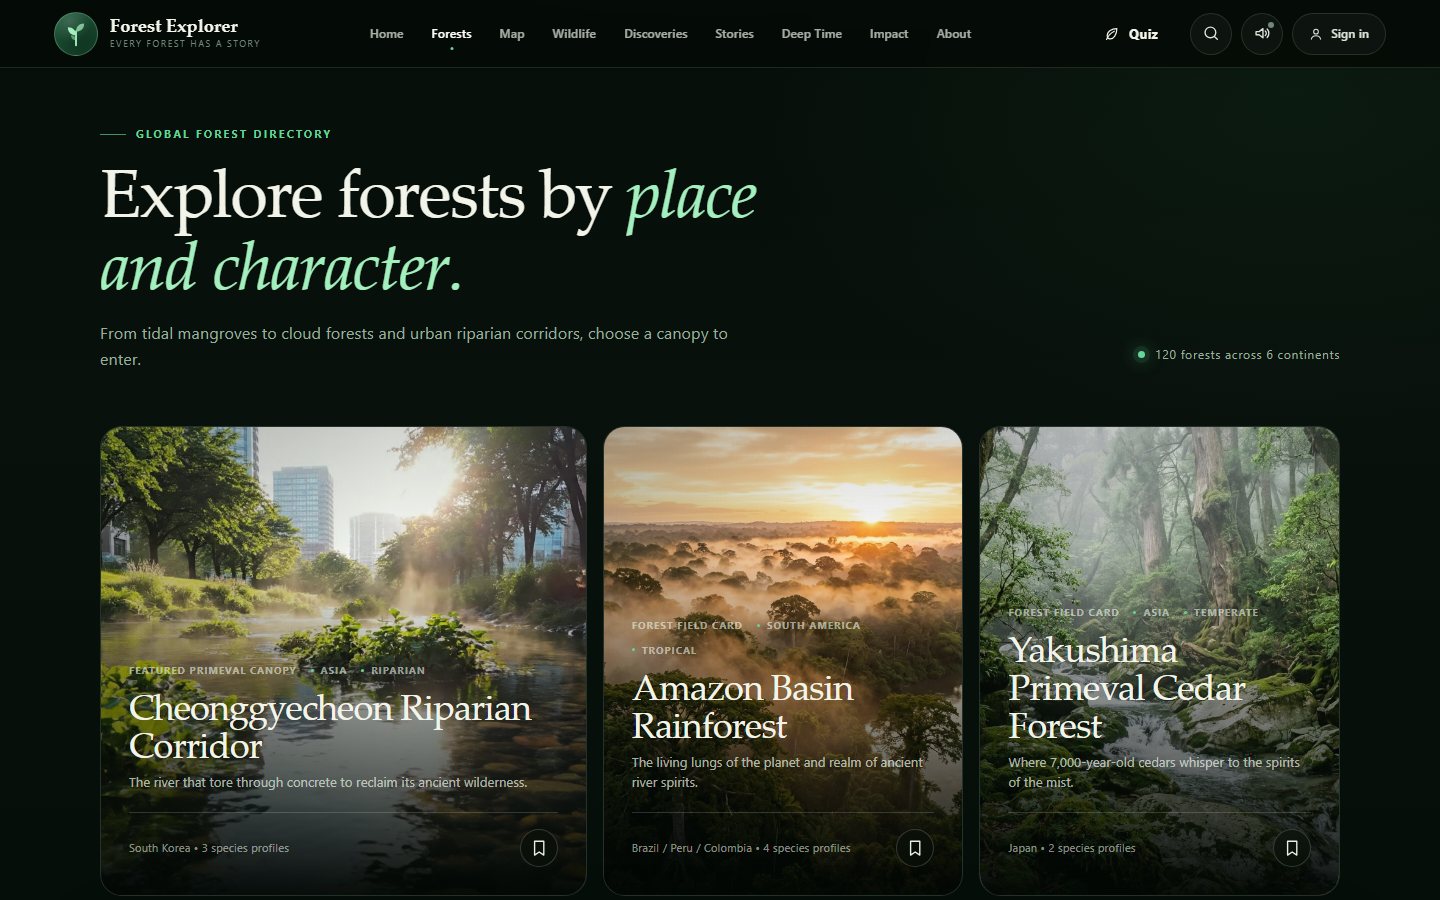 Forest Explorer
EVERY FOREST HAS A STORY
Home Forests Map Wildlife Discoveries Stories Deep Time Impact About
Quiz
Sign in
GLOBAL FOREST DIRECTORY
Explore forests by place
and character.
From tidal mangroves to cloud forests and urban riparian corridors, choose a canopy to
enter.
120 forests across 6 continents
FEATURED PRIMEVAL CANOPY • ASIA • RIPARIAN
Cheonggyecheon Riparian
Corridor
The river that tore through concrete to reclaim its ancient wilderness.
South Korea • 3 species profiles
FOREST FIELD CARD • SOUTH AMERICA
• TROPICAL
Amazon Basin
Rainforest
The living lungs of the planet and realm of ancient
river spirits.
Brazil / Peru / Colombia • 4 species profiles
FOREST FIELD CARD • ASIA • TEMPERATE
Yakushima
Primeval Cedar
Forest
Where 7,000-year-old cedars whisper to the spirits
of the mist.
Japan • 2 species profiles